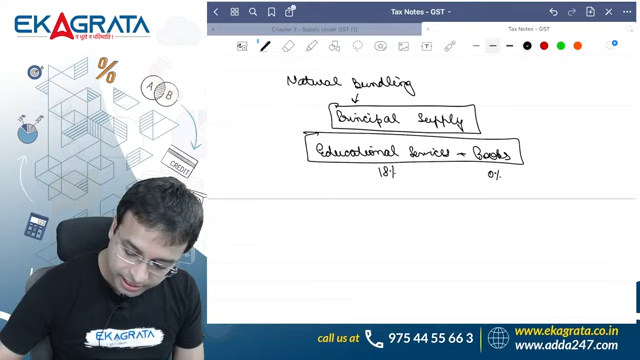 EKAGRATA
Tax Notes - GST
Chapter 2 - Supply Under GST (1)
Tax Notes - GST
Natural Bundling
Principal Supply
Educational Services + Books
18%
0%
%
A
B
CREDIT
CARD
EKAGRATA
call us at
975 44 55 66 3
www.ekagrata.co.in
www.adda247.com